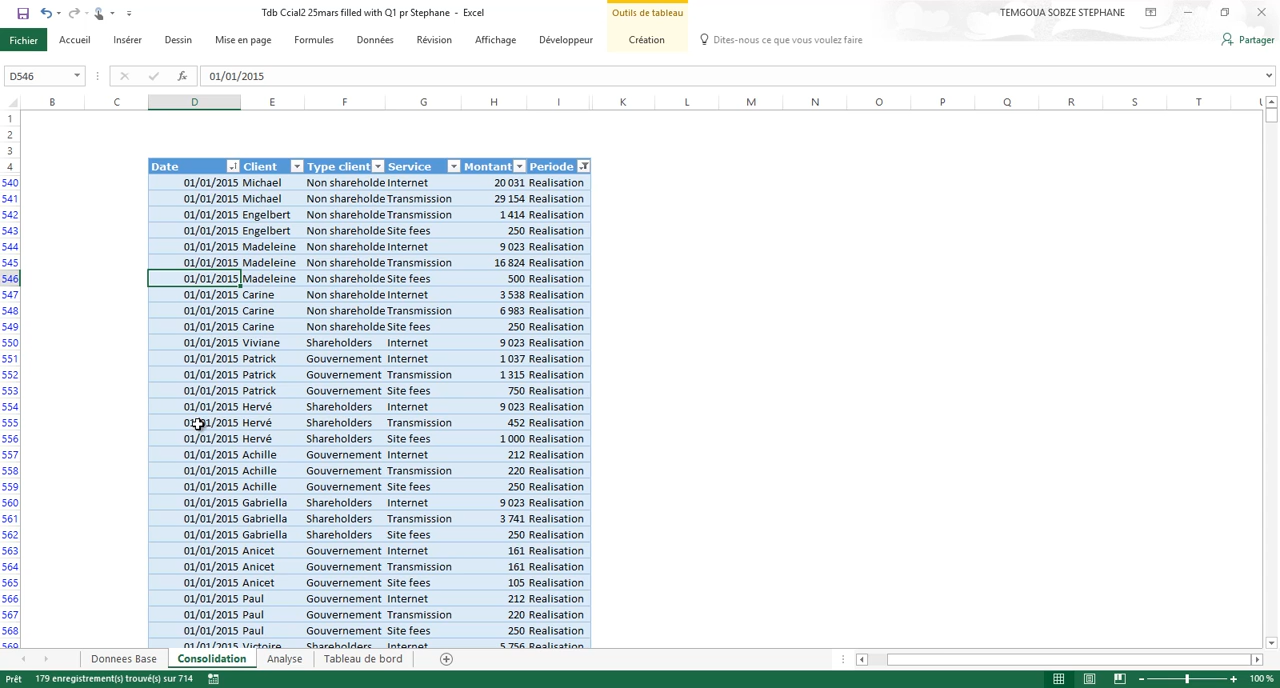 Tdb Ccial2 25mars filled with Q1 pr Stephane - Excel
Outils de tableau
TEMGOUA SOBZE STEPHANE
Fichier Accueil Insérer Dessin Mise en page Formules Données Révision Affichage Développeur Création Dites-nous ce que vous voulez faire Partager
D546 fx 01/01/2015
B C D E F G H I K L M N O P Q R S T
1
2
3
4 Date Client Type client Service Montant Periode
540 01/01/2015 Michael Non shareholde Internet 20 031 Realisation
541 01/01/2015 Michael Non shareholde Transmission 29 154 Realisation
542 01/01/2015 Engelbert Non shareholde Transmission 1 414 Realisation
543 01/01/2015 Engelbert Non shareholde Site fees 250 Realisation
544 01/01/2015 Madeleine Non shareholde Internet 9 023 Realisation
545 01/01/2015 Madeleine Non shareholde Transmission 16 824 Realisation
546 01/01/2015 Madeleine Non shareholde Site fees 500 Realisation
547 01/01/2015 Carine Non shareholde Internet 3 538 Realisation
548 01/01/2015 Carine Non shareholde Transmission 6 983 Realisation
549 01/01/2015 Carine Non shareholde Site fees 250 Realisation
550 01/01/2015 Viviane Shareholders Internet 9 023 Realisation
551 01/01/2015 Patrick Gouvernement Internet 1 037 Realisation
552 01/01/2015 Patrick Gouvernement Transmission 1 315 Realisation
553 01/01/2015 Patrick Gouvernement Site fees 750 Realisation
554 01/01/2015 Hervé Shareholders Internet 9 023 Realisation
555 01/01/2015 Hervé Shareholders Transmission 452 Realisation
556 01/01/2015 Hervé Shareholders Site fees 1 000 Realisation
557 01/01/2015 Achille Gouvernement Internet 212 Realisation
558 01/01/2015 Achille Gouvernement Transmission 220 Realisation
559 01/01/2015 Achille Gouvernement Site fees 250 Realisation
560 01/01/2015 Gabriella Shareholders Internet 9 023 Realisation
561 01/01/2015 Gabriella Shareholders Transmission 3 741 Realisation
562 01/01/2015 Gabriella Shareholders Site fees 250 Realisation
563 01/01/2015 Anicet Gouvernement Internet 161 Realisation
564 01/01/2015 Anicet Gouvernement Transmission 161 Realisation
565 01/01/2015 Anicet Gouvernement Site fees 105 Realisation
566 01/01/2015 Paul Gouvernement Internet 212 Realisation
567 01/01/2015 Paul Gouvernement Transmission 220 Realisation
568 01/01/2015 Paul Gouvernement Site fees 250 Realisation
569 01/01/2015 Victoire Shareholders Internet 5 756 Realisation
Donnees Base Consolidation Analyse Tableau de bord
Prêt 179 enregistrement(s) trouvé(s) sur 714 100 %